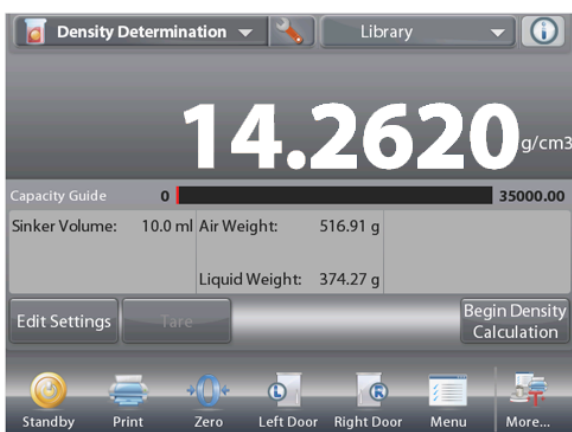 Density Determination Library
14.2620 g/cm3
Capacity Guide 0 35000.00
Sinker Volume: 10.0 ml Air Weight: 516.91 g
Liquid Weight: 374.27 g
Edit Settings Tare Begin Density
Calculation
Standby Print Zero Left Door Right Door Menu More...